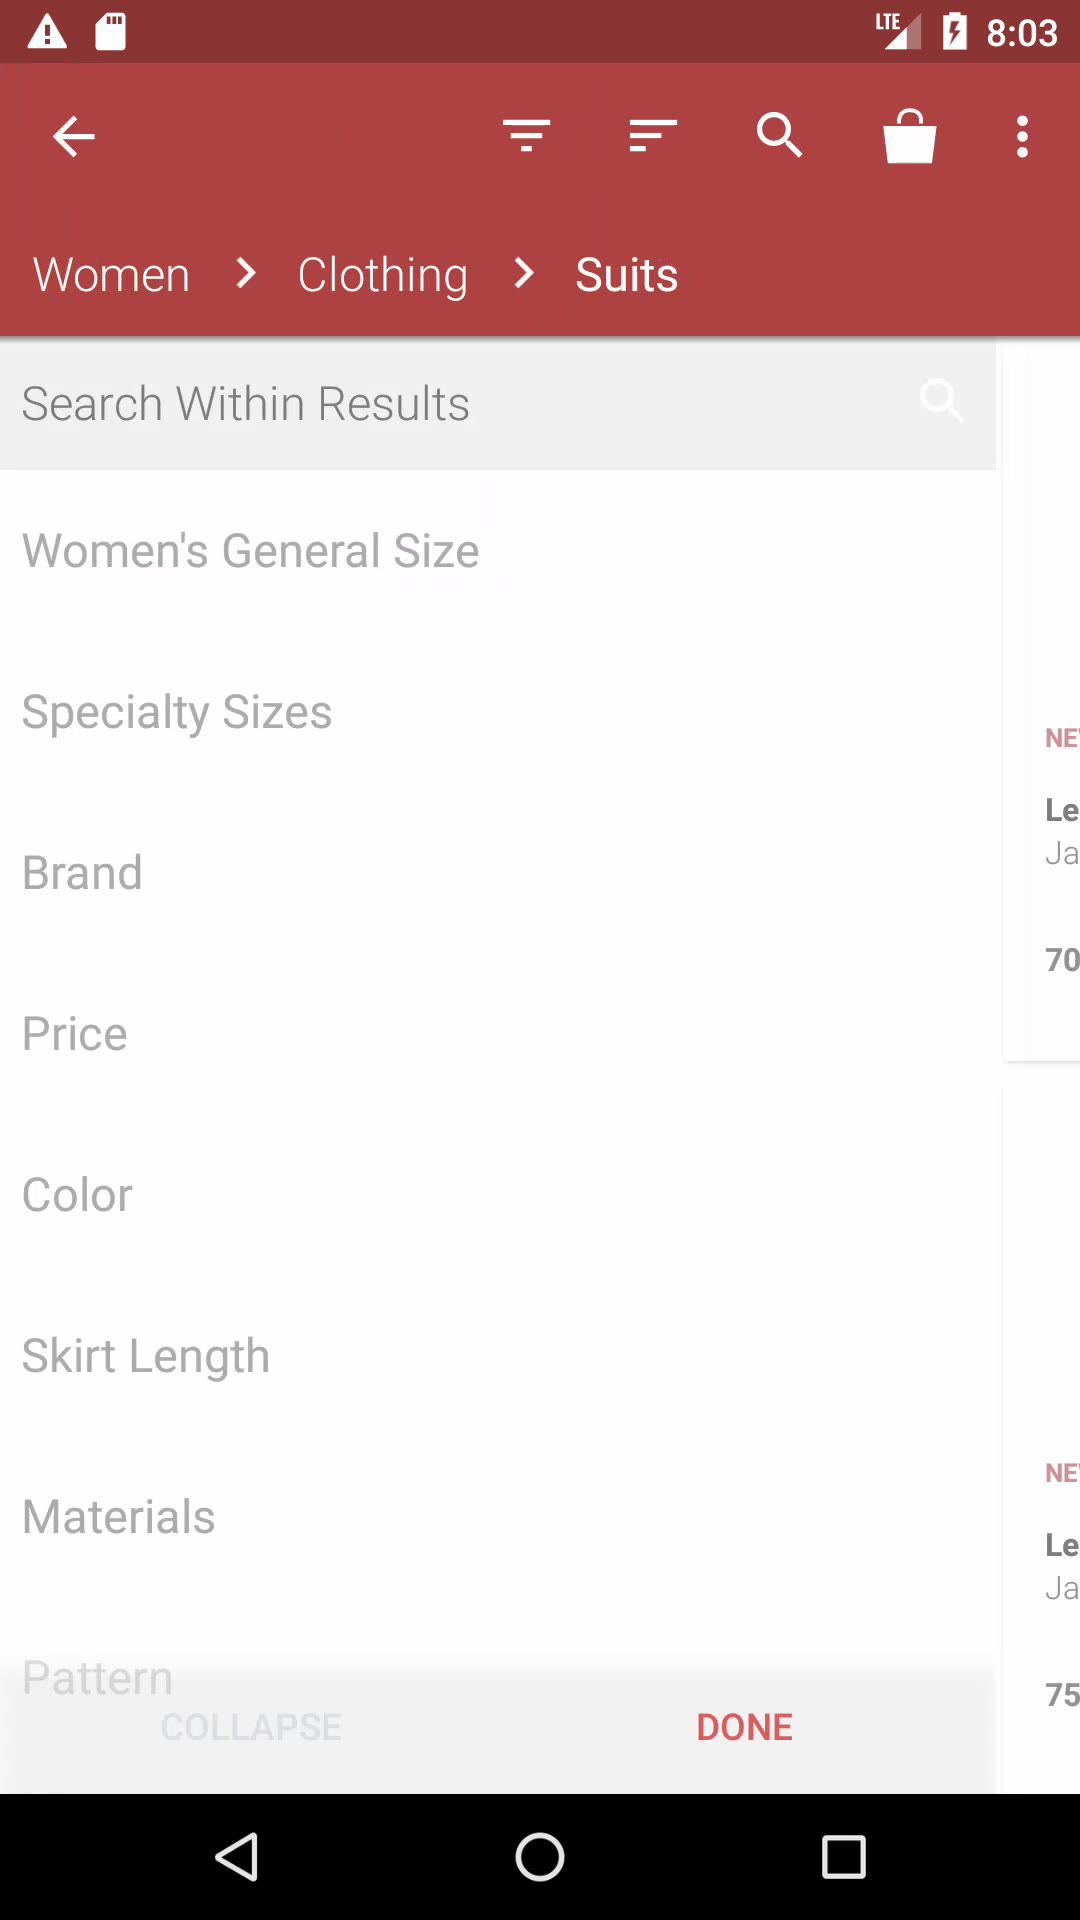 LTE 8:03
Women > Clothing > Suits
Search Within Results
Women's General Size
Specialty Sizes
Brand
Price
Color
Skirt Length
Materials
Pattern
COLLAPSE DONE
NE
Le
Ja
70
NE
Le
Ja
75